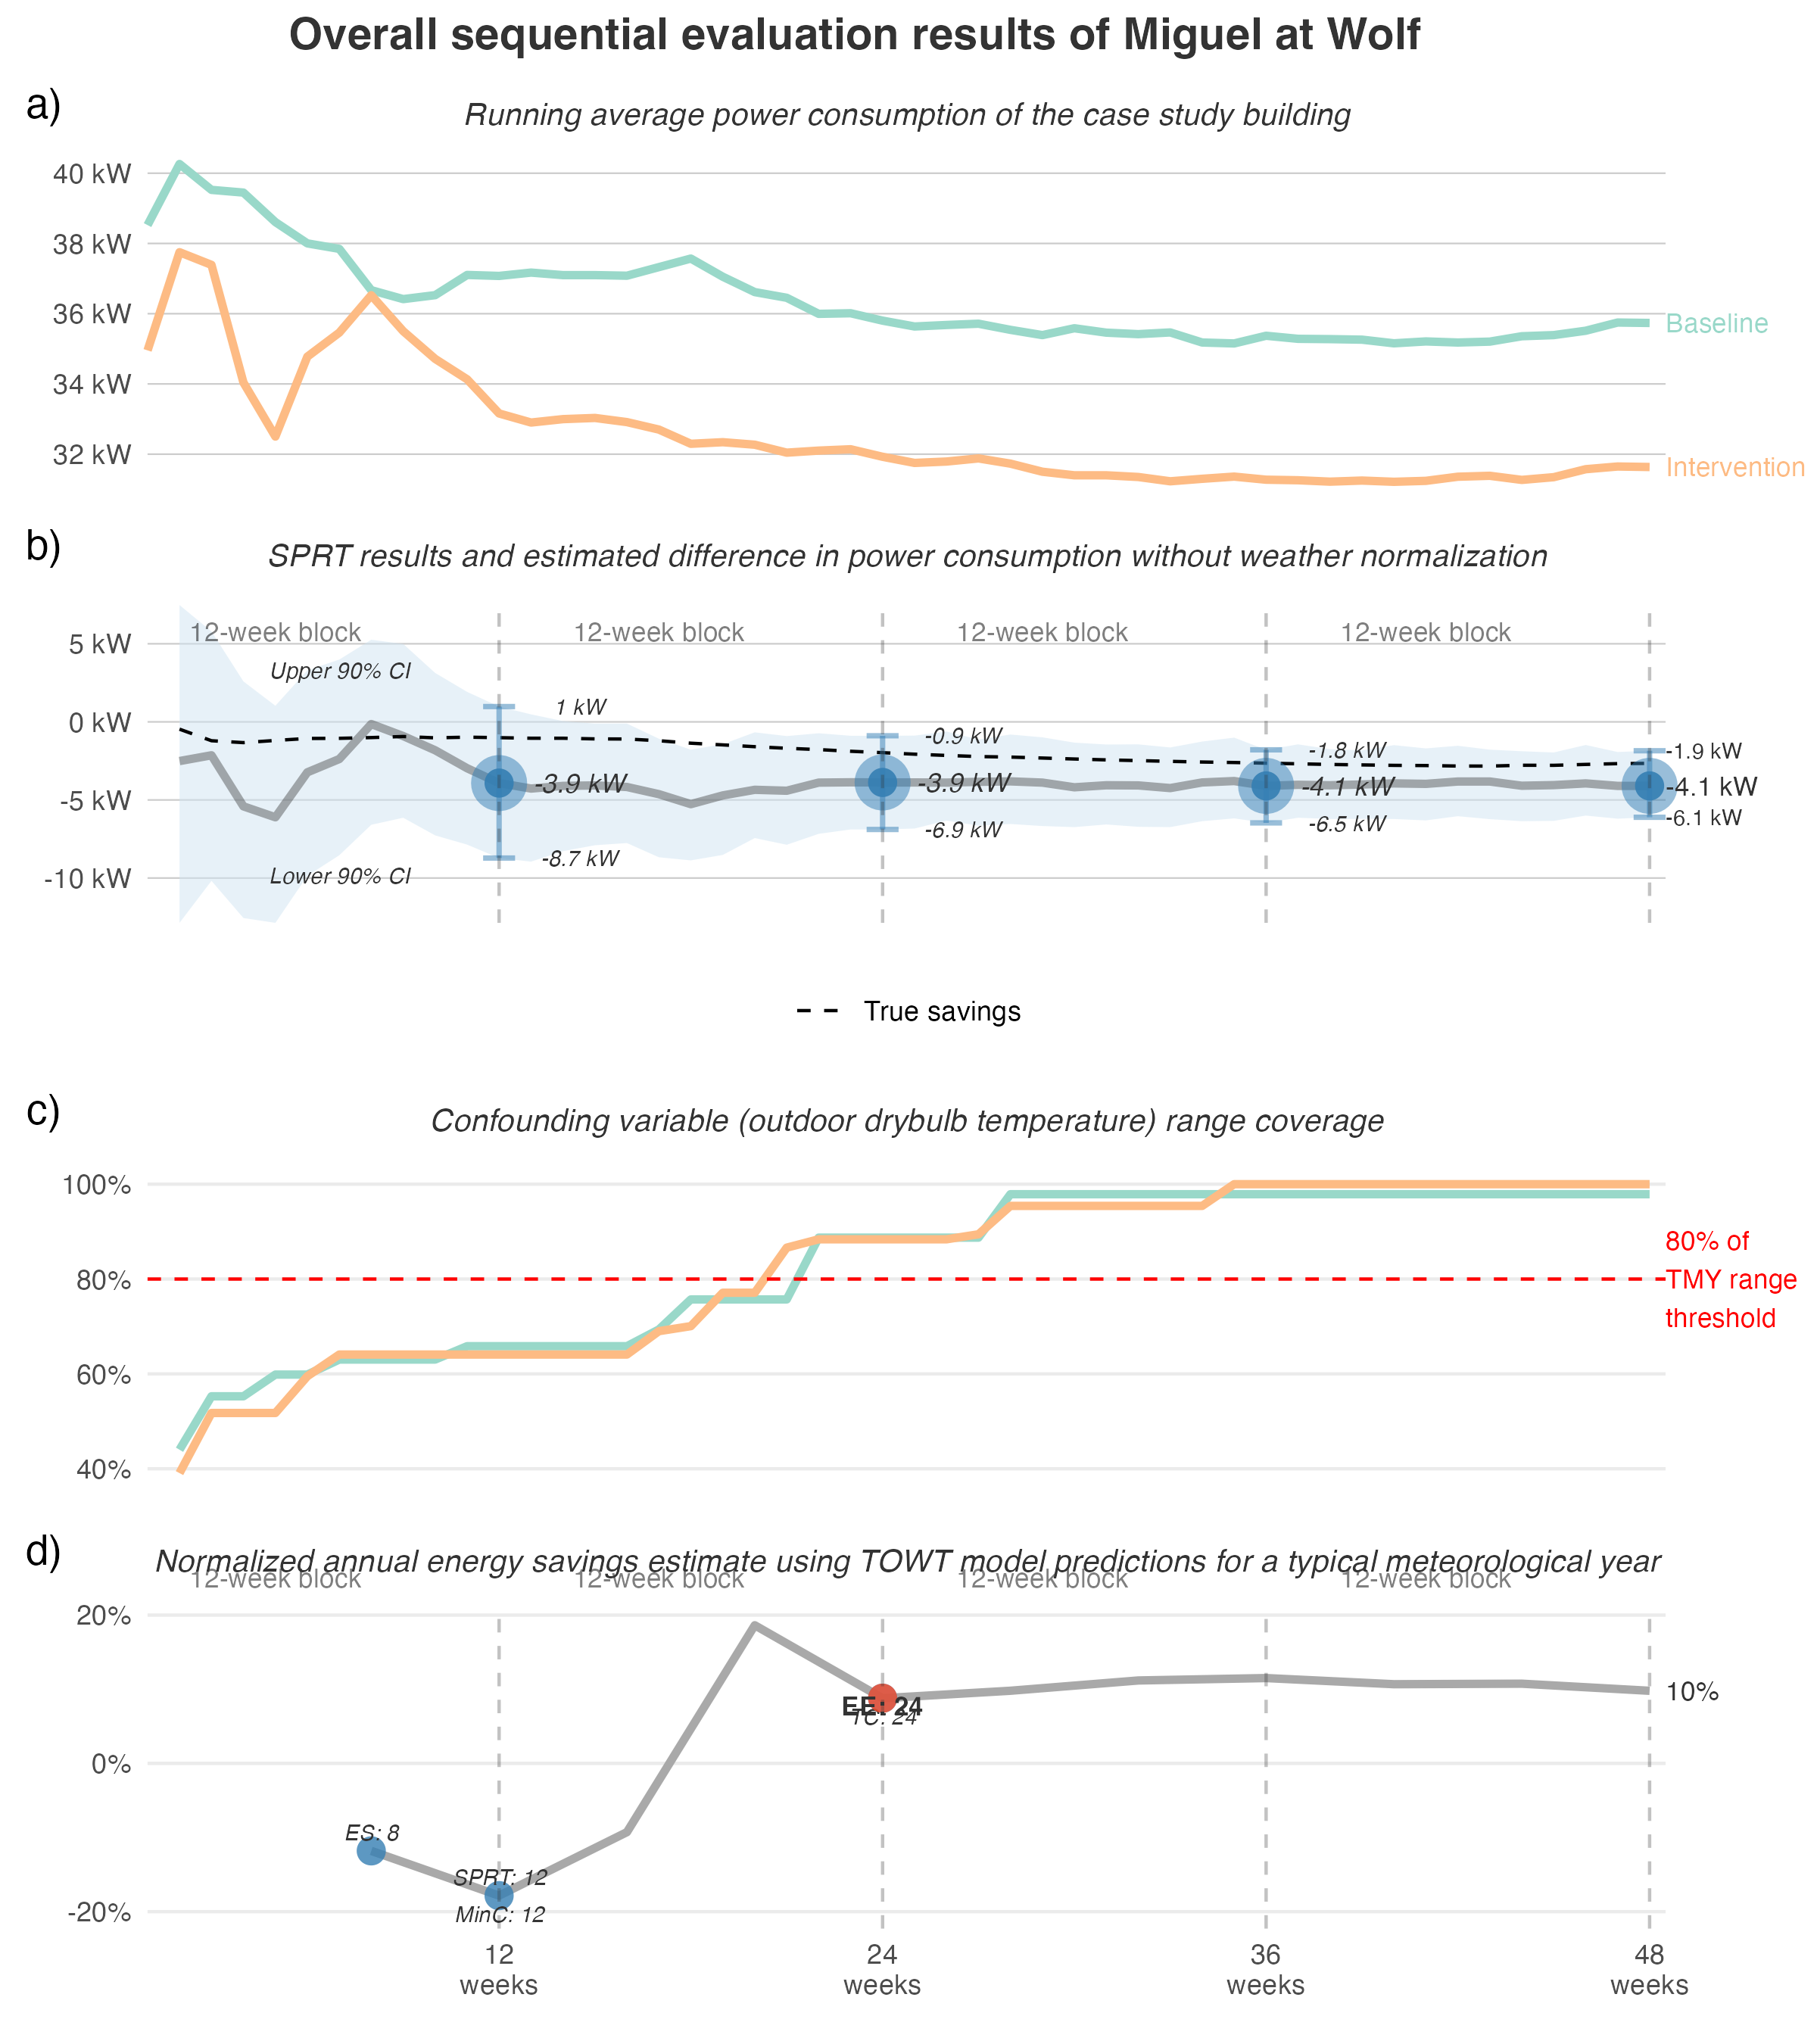 Overall sequential evaluation results of Miguel at Wolf
a)
Running average power consumption of the case study building
40 kW
38 kW
36 kW
34 kW
32 kW
Baseline
Intervention
b)
SPRT results and estimated difference in power consumption without weather normalization
12-week block
12-week block
12-week block
12-week block
5 kW
0 kW
-5 kW
-10 kW
Upper 90% CI
Lower 90% CI
1 kW
-3.9 kW
-8.7 kW
-0.9 kW
-3.9 kW
-6.9 kW
-1.8 kW
-4.1 kW
-6.5 kW
-1.9 kW
-4.1 kW
-6.1 kW
True savings
c)
Confounding variable (outdoor drybulb temperature) range coverage
100%
80%
60%
40%
80% of
TMY range
threshold
d)
Normalized annual energy savings estimate using TOWT model predictions for a typical meteorological year
12-week block
12-week block
12-week block
12-week block
20%
0%
-20%
ES: 8
SPRT: 12
MinC: 12
EE: 24
TC: 24
10%
12
weeks
24
weeks
36
weeks
48
weeks